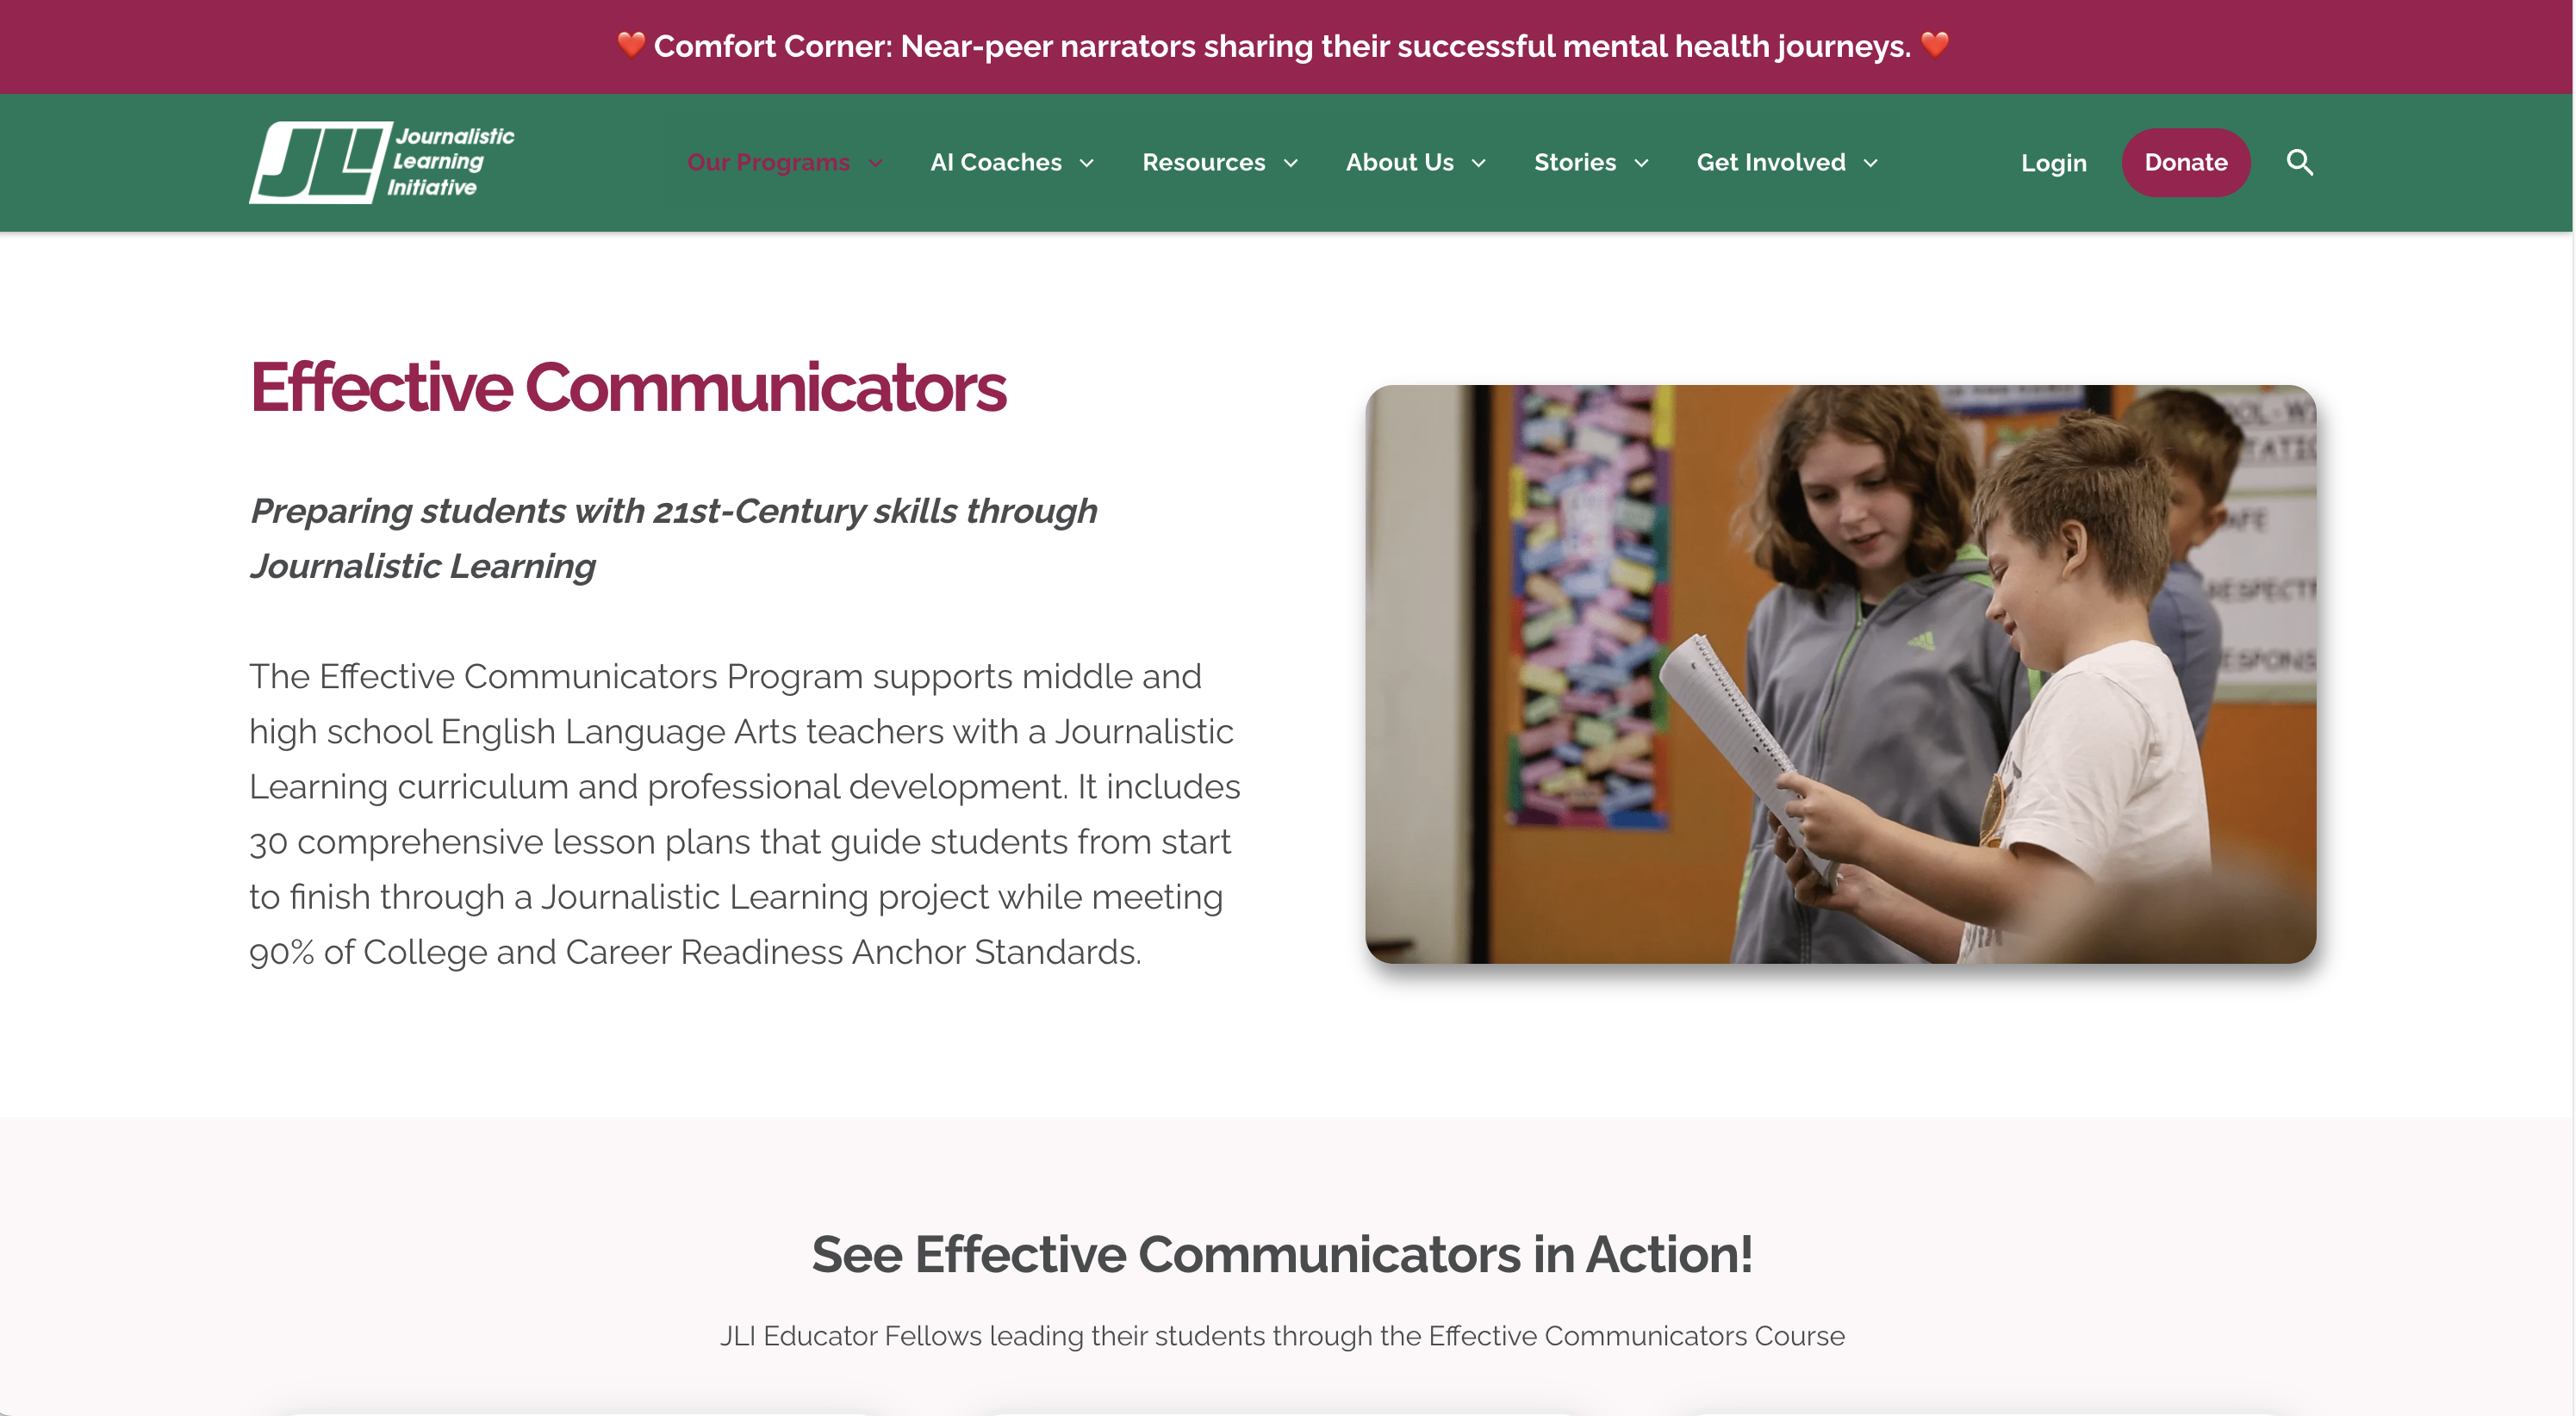 ❤️ Comfort Corner: Near-peer narrators sharing their successful mental health journeys. ❤️
JLI Journalistic
Learning
Initiative
Our Programs
AI Coaches
Resources
About Us
Stories
Get Involved
Login
Donate
Effective Communicators
Preparing students with 21st-Century skills through
Journalistic Learning
The Effective Communicators Program supports middle and
high school English Language Arts teachers with a Journalistic
Learning curriculum and professional development. It includes
30 comprehensive lesson plans that guide students from start
to finish through a Journalistic Learning project while meeting
90% of College and Career Readiness Anchor Standards.
See Effective Communicators in Action!
JLI Educator Fellows leading their students through the Effective Communicators Course